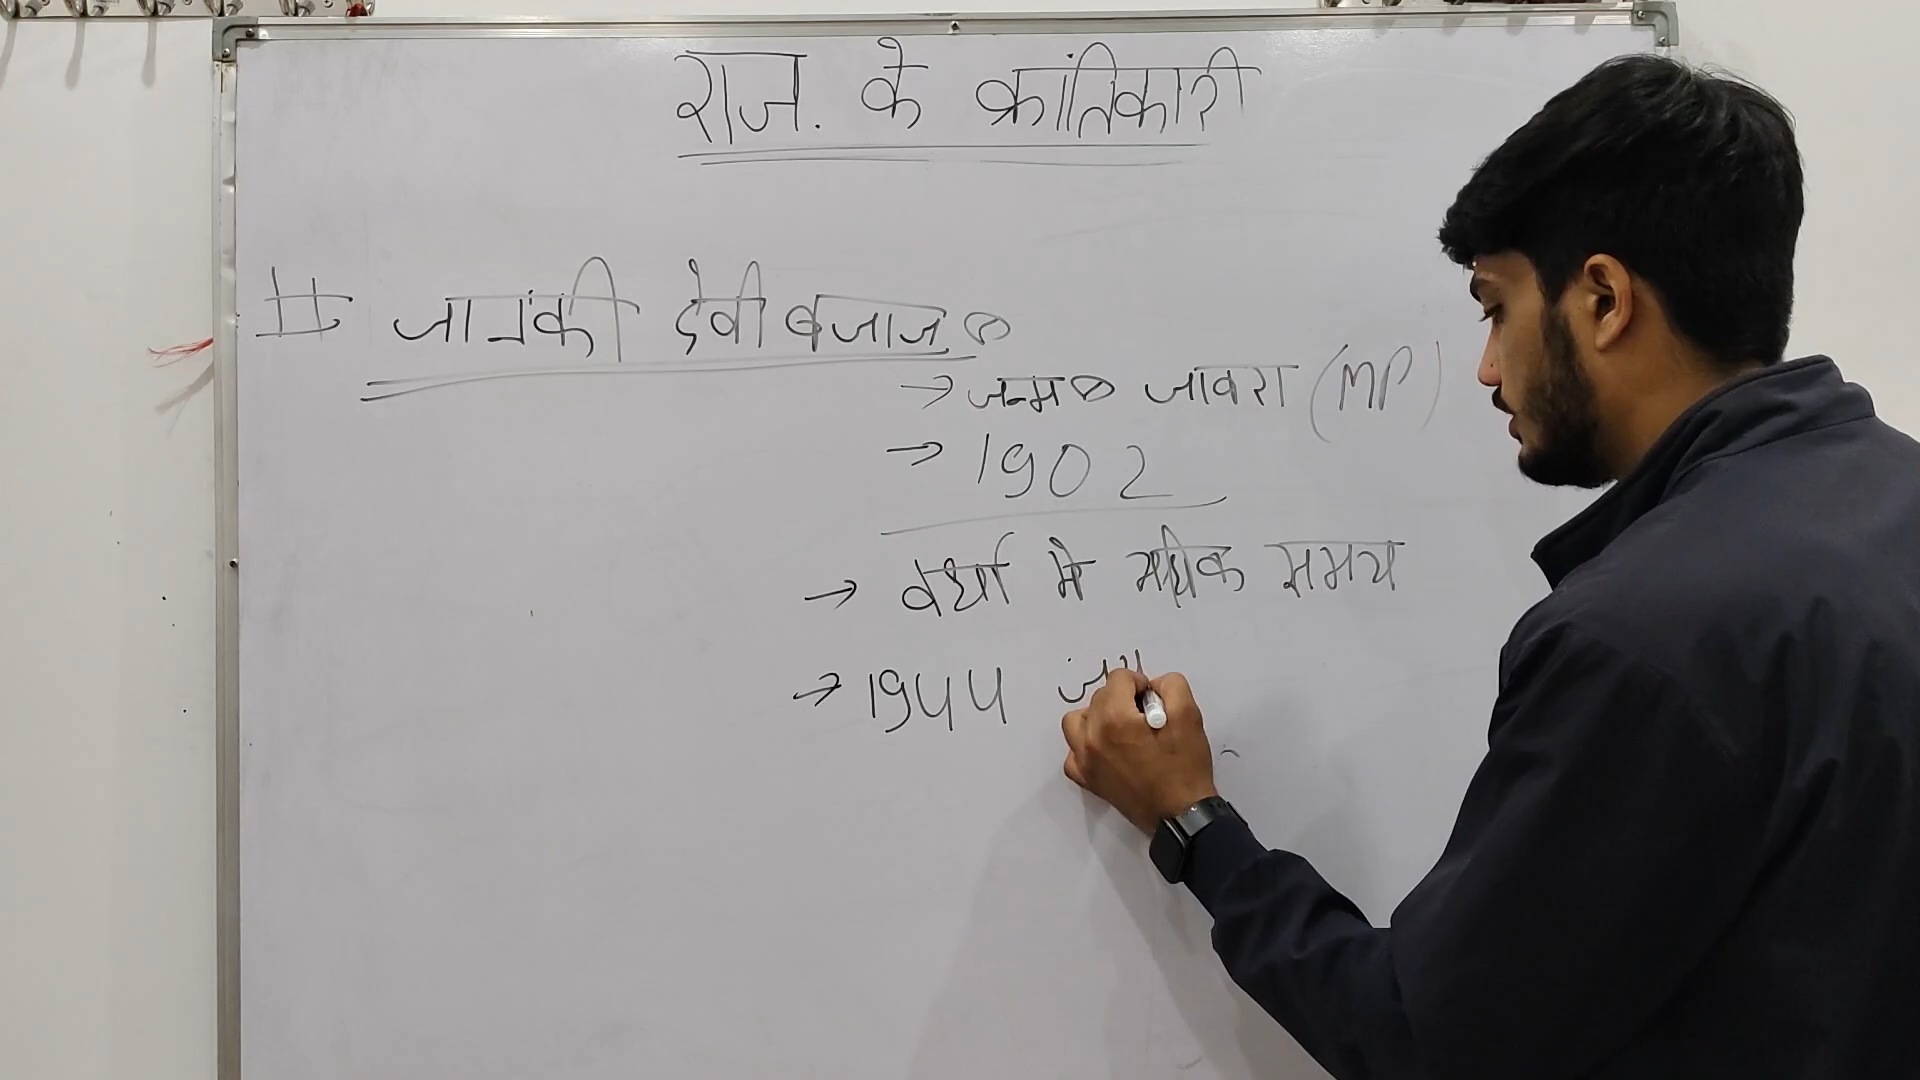 राज. के क्रांतिकारी
# जानकी देवी बजाज
→ जन्म जावरा (MP)
→ 1902
→ वर्धा मे अधिक समय
→ 1944